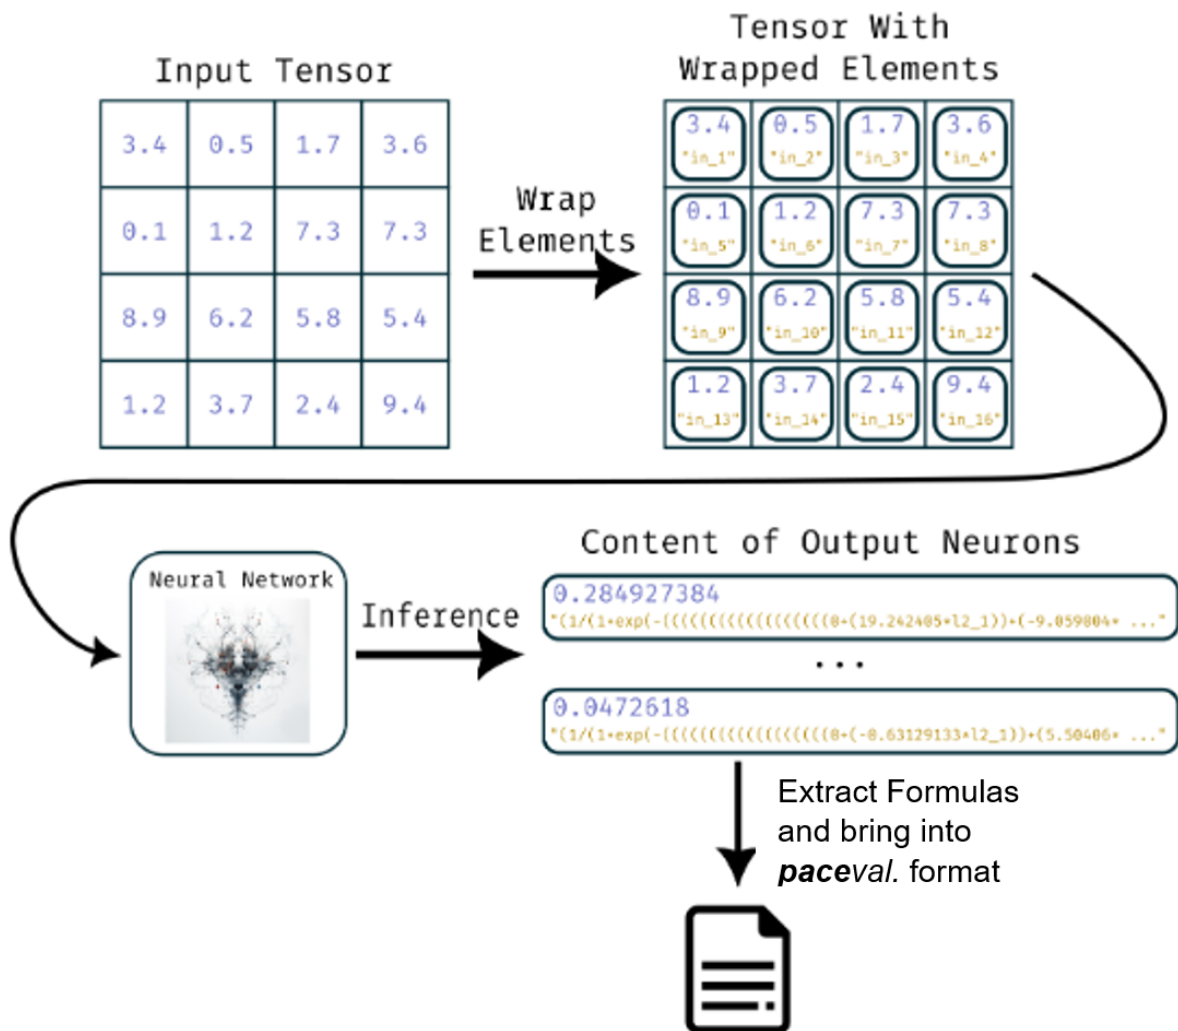 Tensor With
Input Tensor
Wrapped Elements
3.4 0.5 1.7 3.6
3.4 0.5 1.7 3.6
"in_1" "in_2" "in_3" "in_4"
Wrap
Elements
0.1 1.2 7.3 7.3
0.1 1.2 7.3 7.3
"in_5" "in_6" "in_7" "in_8"
8.9 6.2 5.8 5.4
8.9 6.2 5.8 5.4
"in_9" "in_10" "in_11" "in_12"
1.2 3.7 2.4 9.4
1.2 3.7 2.4 9.4
"in_13" "in_14" "in_15" "in_16"
Content of Output Neurons
Neural Network
Inference
0.284927384
"(1/(1+exp(-((((((((((((((((((((0+(19.242405*l2_1))+(-9.059804* ..."
...
0.0472618
"(1/(1+exp(-((((((((((((((((((((0+(-0.63129133*l2_1))+(5.50406* ..."
Extract Formulas
and bring into
paceval. format